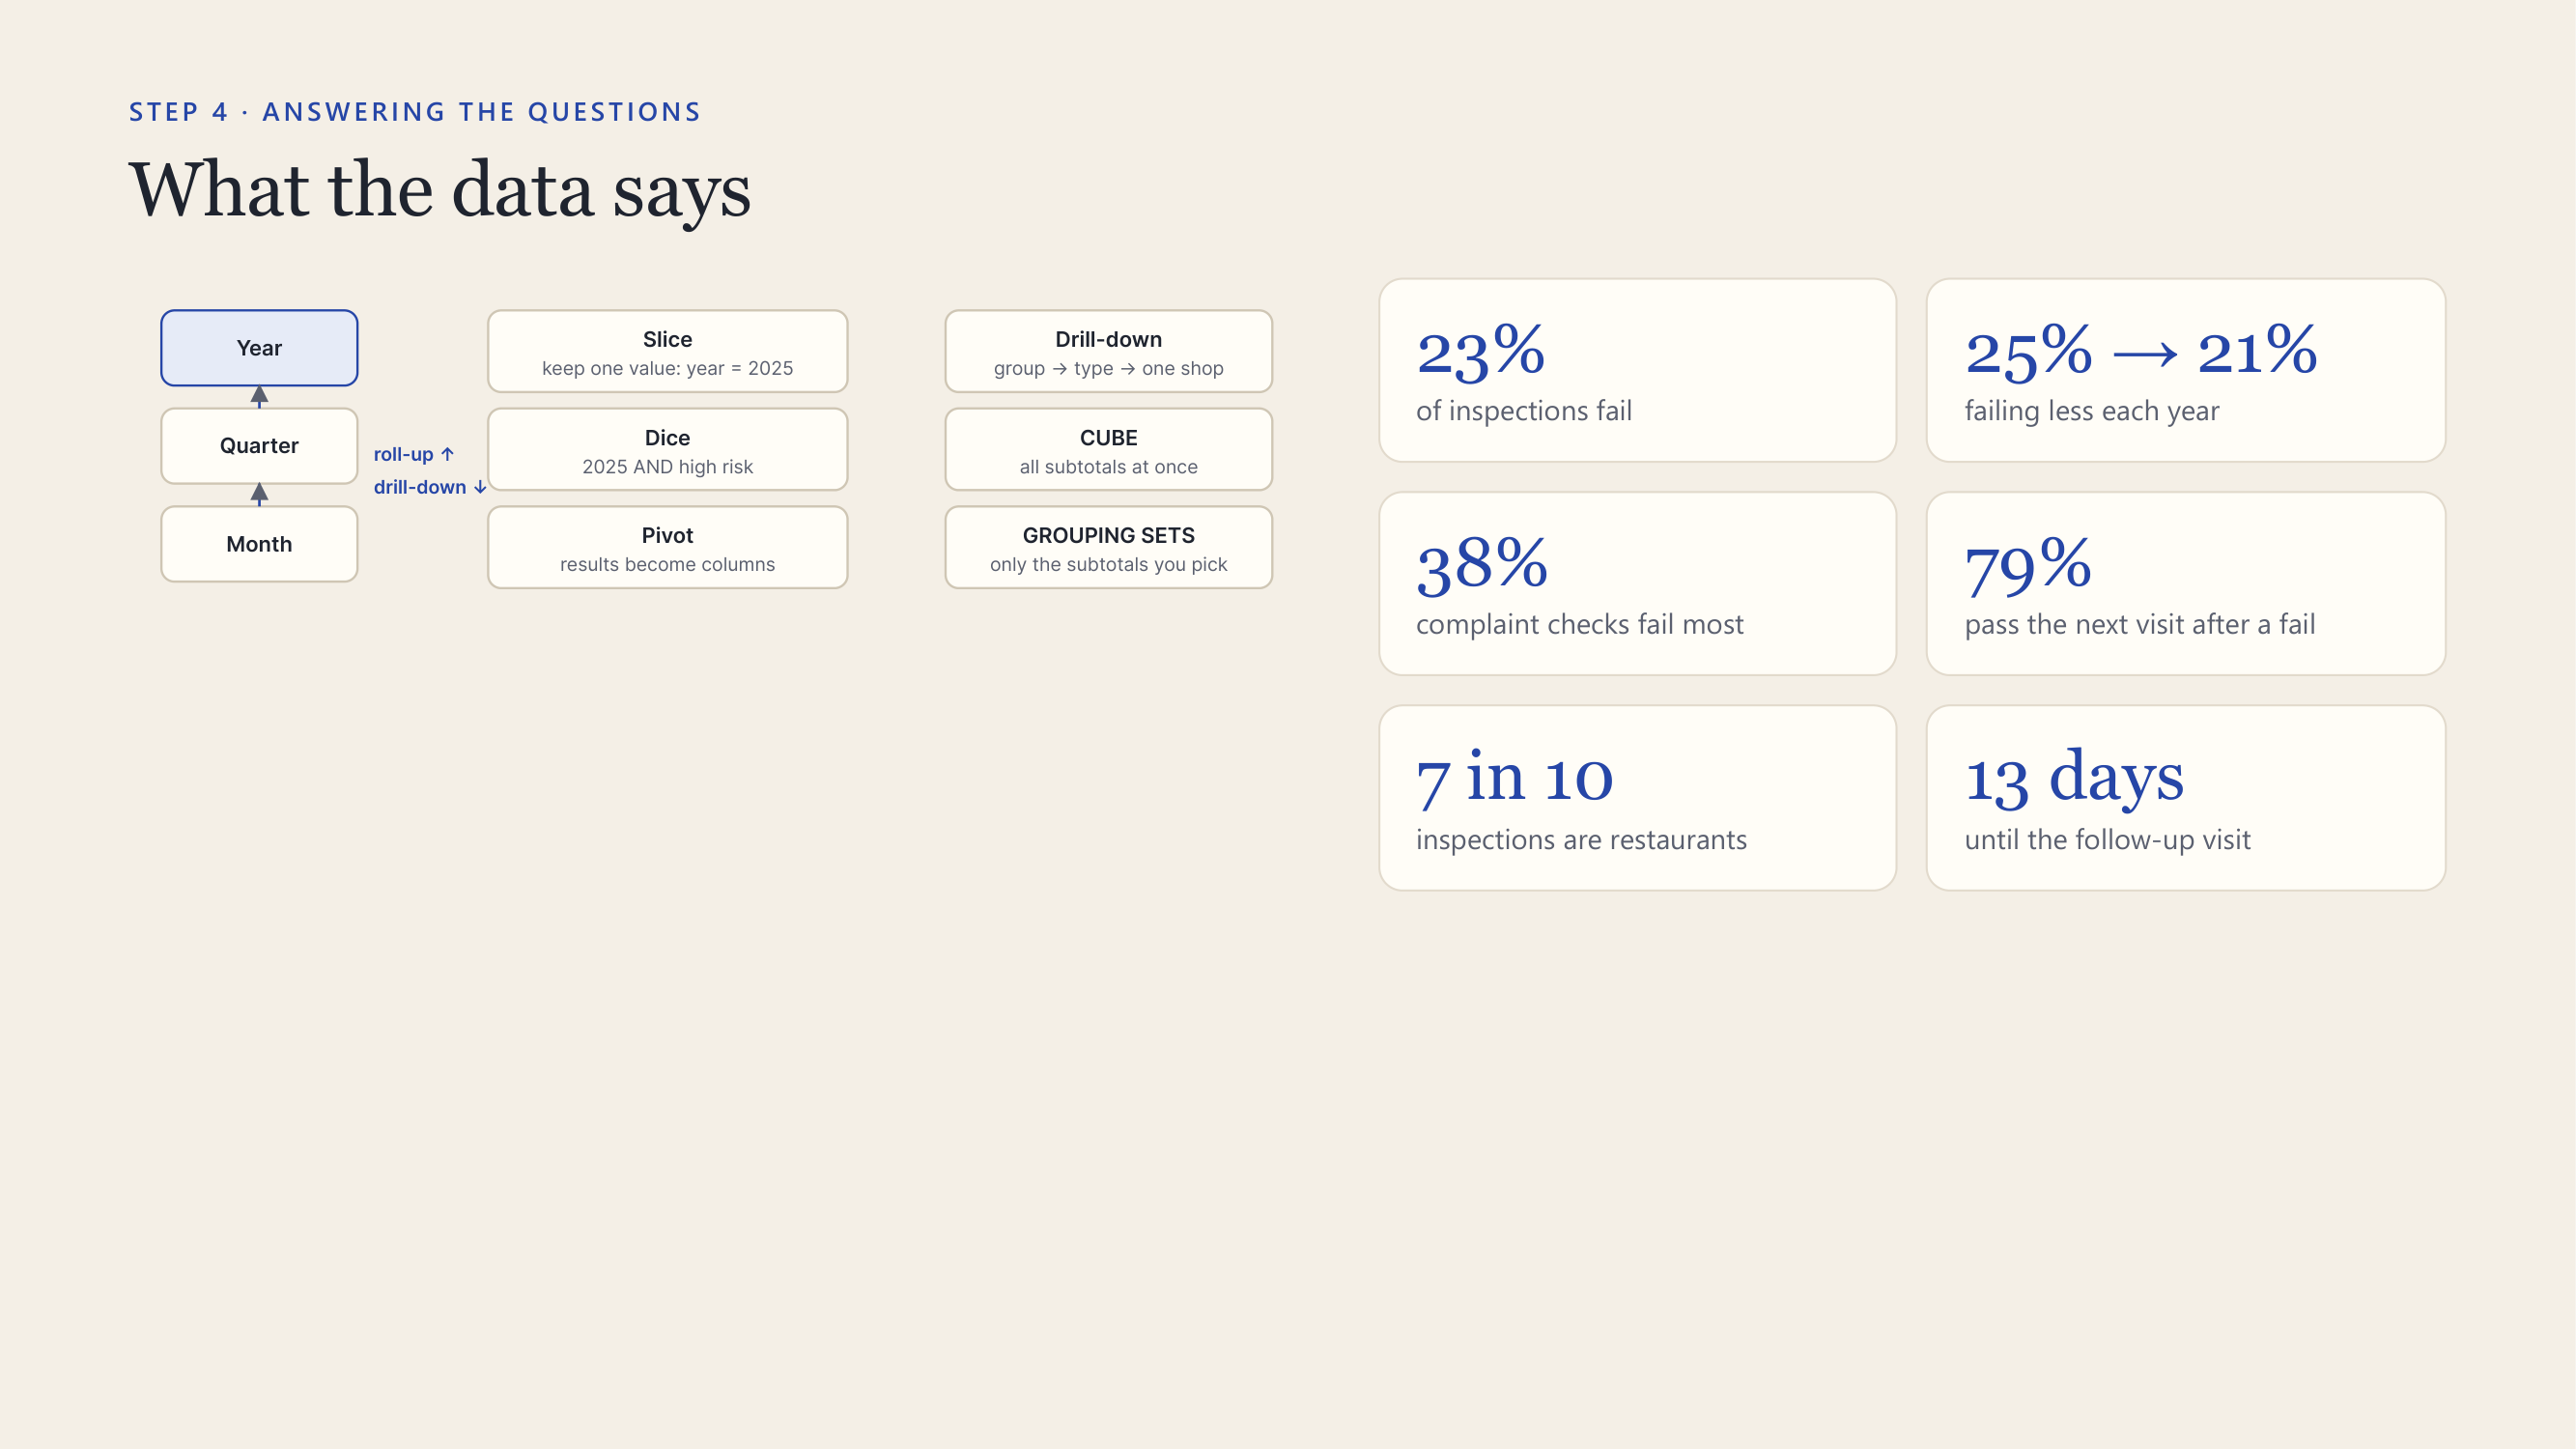 STEP 4 · ANSWERING THE QUESTIONS
What the data says
Year
Quarter
Month
roll-up ↑
drill-down ↓
Slice
keep one value: year = 2025
Dice
2025 AND high risk
Pivot
results become columns
Drill-down
group → type → one shop
CUBE
all subtotals at once
GROUPING SETS
only the subtotals you pick
23%
of inspections fail
25% → 21%
failing less each year
38%
complaint checks fail most
79%
pass the next visit after a fail
7 in 10
inspections are restaurants
13 days
until the follow-up visit